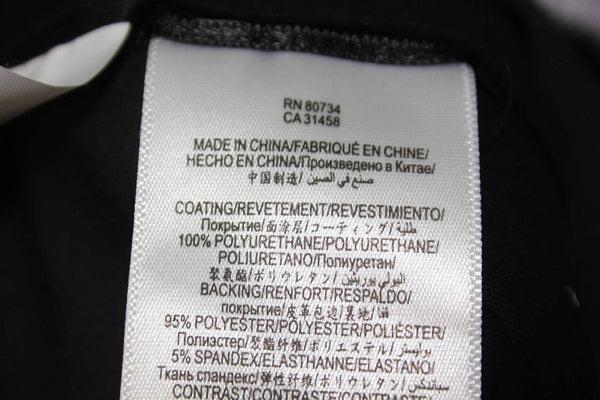 RN 80734
CA 31458
MADE IN CHINA/FABRIQUÉ EN CHINE/
HECHO EN CHINA/Произведено в Китае/
中国制造/صنع في الصين/
COATING/REVETEMENT/REVESTIMIENTO/
Покрытие/面涂层/コーティング/طلية/
100% POLYURETHANE/POLYURETHANE/
POLIURETANO/Полиуретан/
聚氨酯/ポリウレタン/البولي يوريثين/
BACKING/RENFORT/RESPALDO/
покрытие/皮革包边/裏地/قفا/
95% POLYESTER/POLYESTER/POLIÉSTER/
Полиэстер/聚酯纤维/ポリエステル/بوليستر/
5% SPANDEX/ELASTHANNE/ELASTANO/
Ткань спандекс/弹性纤维/ポリウレタン/سباندكس/
CONTRAST/CONTRASTE/CONTRASTE/